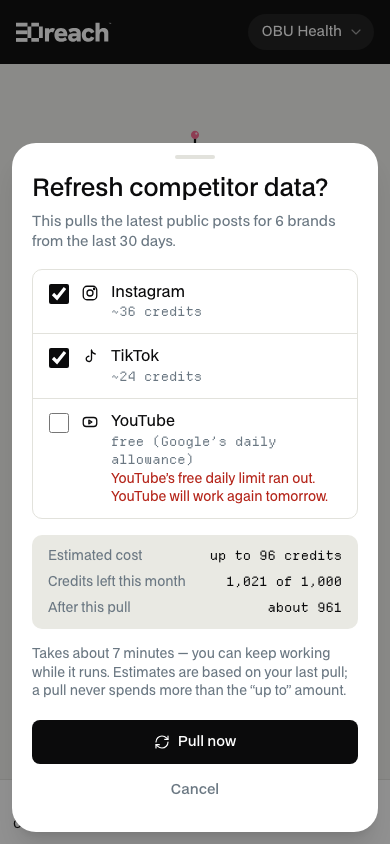 reach
OBU Health
Refresh competitor data?
This pulls the latest public posts for 6 brands
from the last 30 days.
Instagram
~36 credits
TikTok
~24 credits
YouTube
free (Google's daily
allowance)
YouTube's free daily limit ran out.
YouTube will work again tomorrow.
Estimated cost up to 96 credits
Credits left this month 1,021 of 1,000
After this pull about 961
Takes about 7 minutes — you can keep working
while it runs. Estimates are based on your last pull;
a pull never spends more than the “up to” amount.
Pull now
Cancel